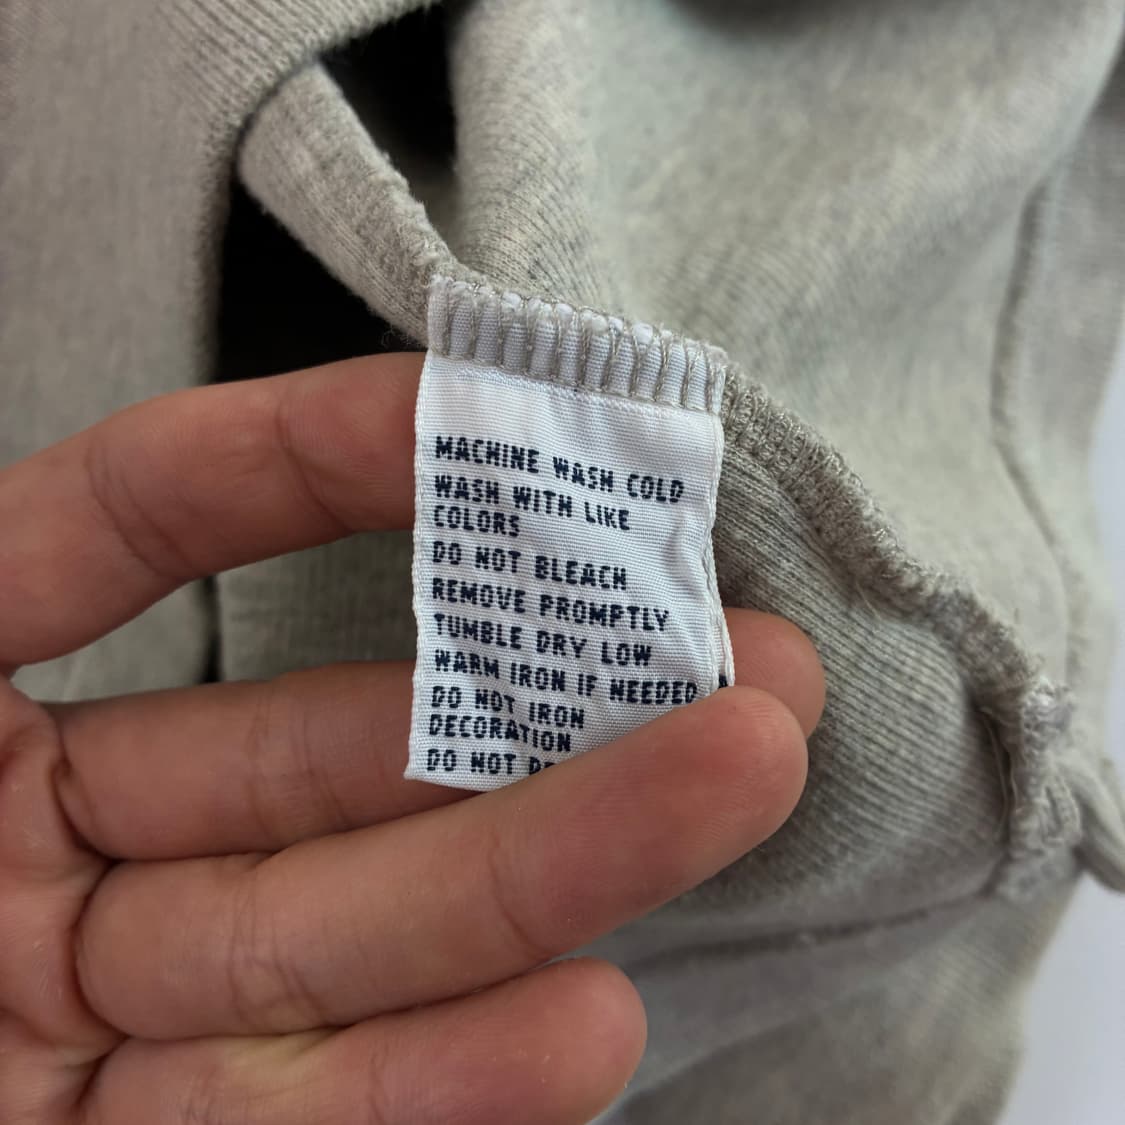 MACHINE WASH COLD
WASH WITH LIKE
COLORS
DO NOT BLEACH
REMOVE PROMPTLY
TUMBLE DRY LOW
WARM IRON IF NEEDED
DO NOT IRON
DECORATION
DO NOT